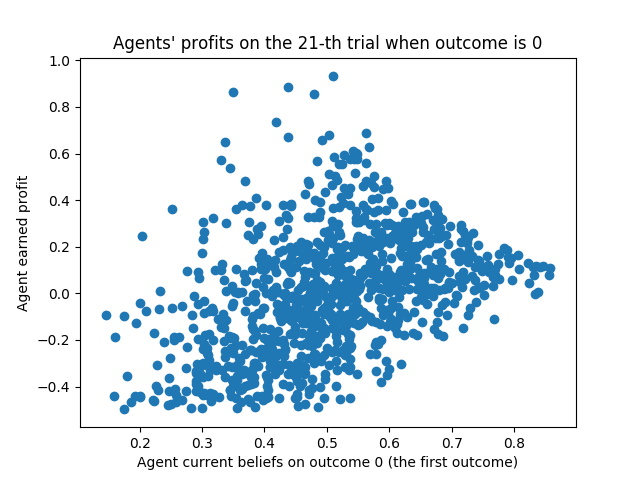 Agents' profits on the 21-th trial when outcome is 0
1.0
0.8
0.6
0.4
0.2
0.0
−0.2
−0.4
Agent earned profit
0.2 0.3 0.4 0.5 0.6 0.7 0.8
Agent current beliefs on outcome 0 (the first outcome)